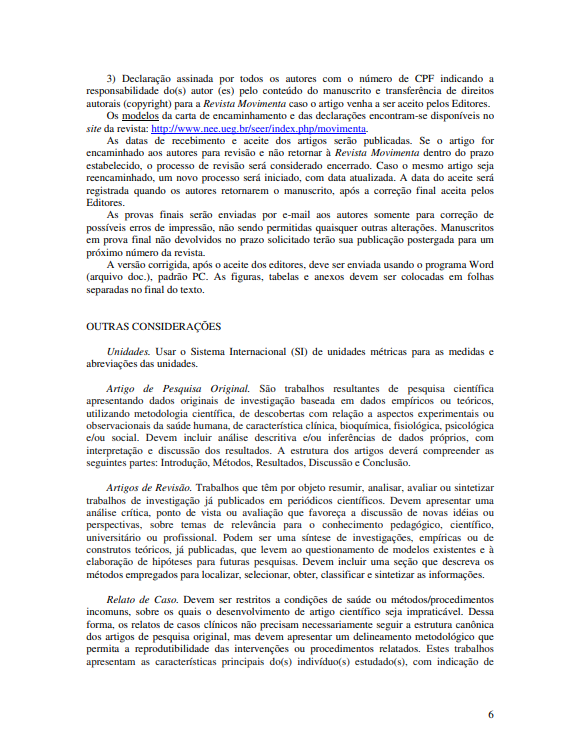 3) Declaração assinada por todos os autores com o número de CPF indicando a
responsabilidade do(s) autor (es) pelo conteúdo do manuscrito e transferência de direitos
autorais (copyright) para a Revista Movimenta caso o artigo venha a ser aceito pelos Editores.
Os modelos da carta de encaminhamento e das declarações encontram-se disponíveis no
site da revista: http://www.nee.ueg.br/seer/index.php/movimenta.
As datas de recebimento e aceite dos artigos serão publicadas. Se o artigo for
encaminhado aos autores para revisão e não retornar à Revista Movimenta dentro do prazo
estabelecido, o processo de revisão será considerado encerrado. Caso o mesmo artigo seja
reencaminhado, um novo processo será iniciado, com data atualizada. A data do aceite será
registrada quando os autores retornarem o manuscrito, após a correção final aceita pelos
Editores.
As provas finais serão enviadas por e-mail aos autores somente para correção de
possíveis erros de impressão, não sendo permitidas quaisquer outras alterações. Manuscritos
em prova final não devolvidos no prazo solicitado terão sua publicação postergada para um
próximo número da revista.
A versão corrigida, após o aceite dos editores, deve ser enviada usando o programa Word
(arquivo doc.), padrão PC. As figuras, tabelas e anexos devem ser colocadas em folhas
separadas no final do texto.
OUTRAS CONSIDERAÇÕES
Unidades. Usar o Sistema Internacional (SI) de unidades métricas para as medidas e
abreviações das unidades.
Artigo de Pesquisa Original. São trabalhos resultantes de pesquisa científica
apresentando dados originais de investigação baseada em dados empíricos ou teóricos,
utilizando metodologia científica, de descobertas com relação a aspectos experimentais ou
observacionais da saúde humana, de característica clínica, bioquímica, fisiológica, psicológica
e/ou social. Devem incluir análise descritiva e/ou inferências de dados próprios, com
interpretação e discussão dos resultados. A estrutura dos artigos deverá compreender as
seguintes partes: Introdução, Métodos, Resultados, Discussão e Conclusão.
Artigos de Revisão. Trabalhos que têm por objeto resumir, analisar, avaliar ou sintetizar
trabalhos de investigação já publicados em periódicos científicos. Devem apresentar uma
análise crítica, ponto de vista ou avaliação que favoreça a discussão de novas idéias ou
perspectivas, sobre temas de relevância para o conhecimento pedagógico, científico,
universitário ou profissional. Podem ser uma síntese de investigações, empíricas ou de
construtos teóricos, já publicadas, que levem ao questionamento de modelos existentes e à
elaboração de hipóteses para futuras pesquisas. Devem incluir uma seção que descreva os
métodos empregados para localizar, selecionar, obter, classificar e sintetizar as informações.
Relato de Caso. Devem ser restritos a condições de saúde ou métodos/procedimentos
incomuns, sobre os quais o desenvolvimento de artigo científico seja impraticável. Dessa
forma, os relatos de casos clínicos não precisam necessariamente seguir a estrutura canônica
dos artigos de pesquisa original, mas devem apresentar um delineamento metodológico que
permita a reprodutibilidade das intervenções ou procedimentos relatados. Estes trabalhos
apresentam as características principais do(s) indivíduo(s) estudado(s), com indicação de
6